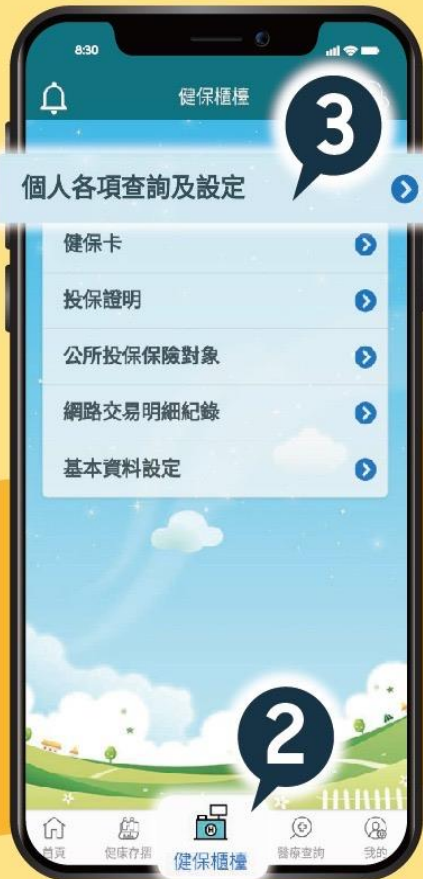 8:30
健保櫃檯
3
個人各項查詢及設定
健保卡
投保證明
公所投保保險對象
網路交易明細紀錄
基本資料設定
2
首頁
健康存摺
健保櫃檯
醫療查詢
我的